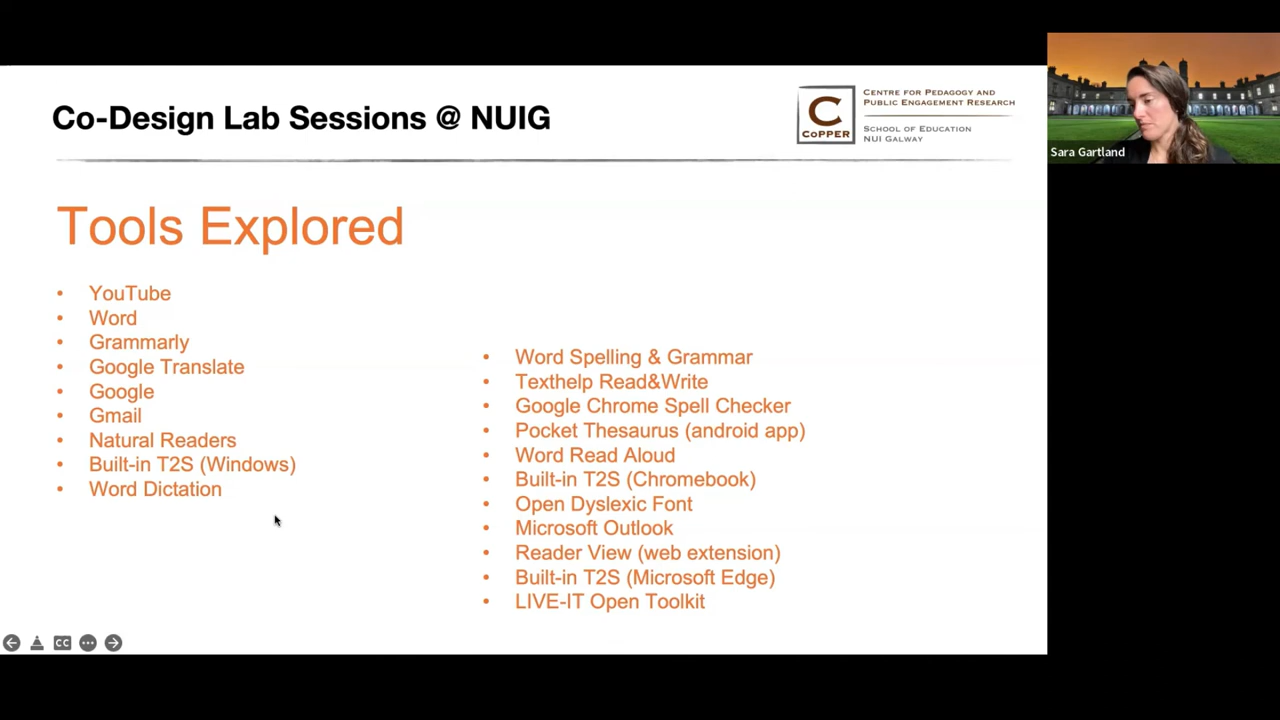 Co-Design Lab Sessions @ NUIG
C
CoPPER
CENTRE FOR PEDAGOGY AND
PUBLIC ENGAGEMENT RESEARCH
SCHOOL OF EDUCATION
NUI GALWAY
Sara Gartland
Tools Explored
• YouTube
• Word
• Grammarly
• Google Translate
• Google
• Gmail
• Natural Readers
• Built-in T2S (Windows)
• Word Dictation
• Word Spelling & Grammar
• Texthelp Read&Write
• Google Chrome Spell Checker
• Pocket Thesaurus (android app)
• Word Read Aloud
• Built-in T2S (Chromebook)
• Open Dyslexic Font
• Microsoft Outlook
• Reader View (web extension)
• Built-in T2S (Microsoft Edge)
• LIVE-IT Open Toolkit
CC